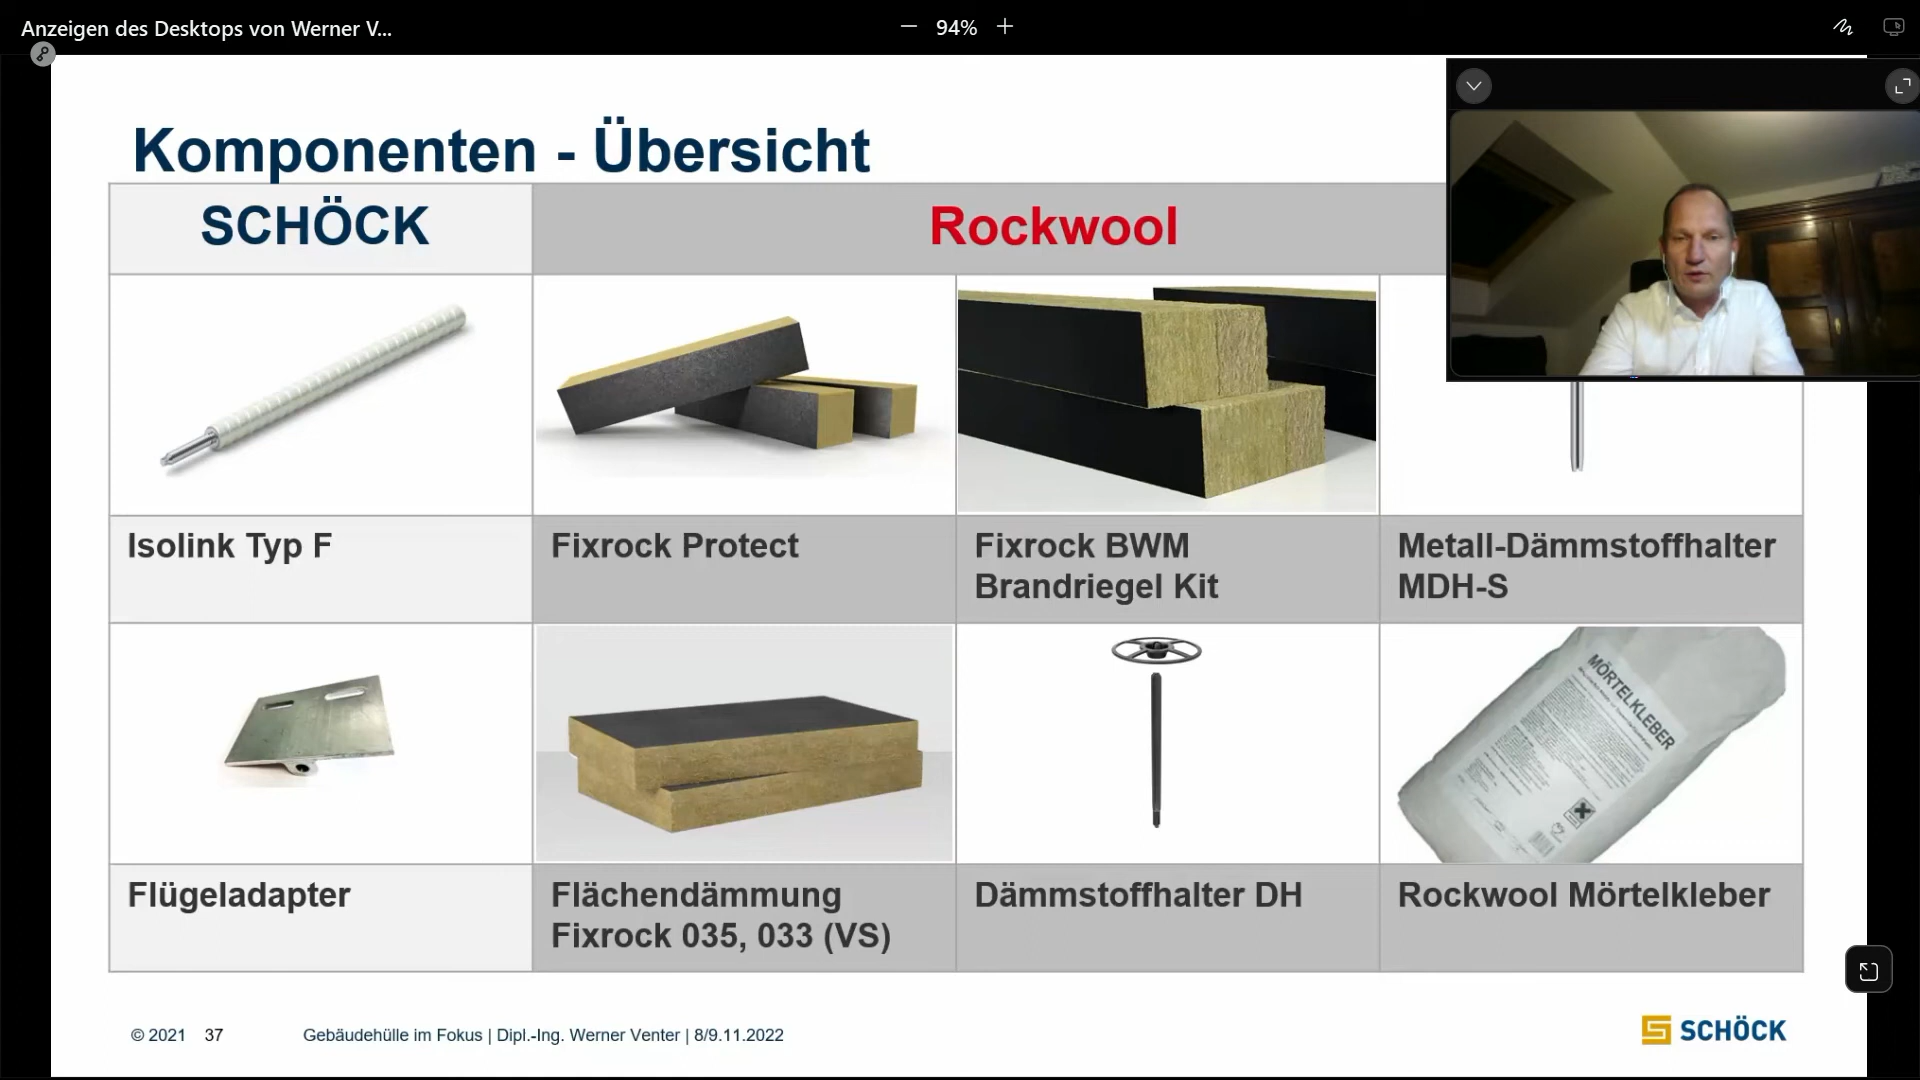 Anzeigen des Desktops von Werner V...
94%
Komponenten - Übersicht
SCHÖCK
Rockwool
Isolink Typ F
Fixrock Protect
Fixrock BWM
Brandriegel Kit
Metall-Dämmstoffhalter
MDH-S
MÖRTELKLEBER
Flügeladapter
Flächendämmung
Fixrock 035, 033 (VS)
Dämmstoffhalter DH
Rockwool Mörtelkleber
© 2021 37 Gebäudehülle im Fokus | Dipl.-Ing. Werner Venter | 8/9.11.2022
SCHÖCK